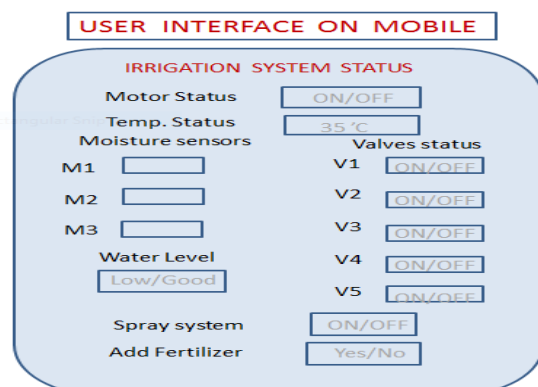 USER INTERFACE ON MOBILE
IRRIGATION SYSTEM STATUS
Motor Status ON/OFF
Temp. Status 35 'C
Moisture sensors Valves status
M1 V1 ON/OFF
M2 V2 ON/OFF
M3 V3 ON/OFF
Water Level V4 ON/OFF
Low/Good V5 ON/OFF
Spray system ON/OFF
Add Fertilizer Yes/No